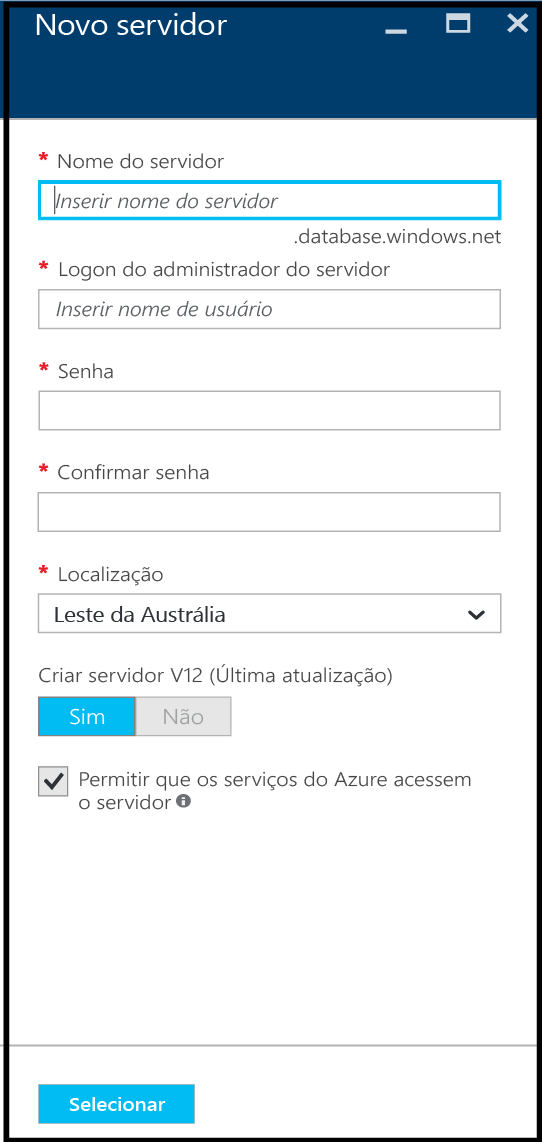 Novo servidor
* Nome do servidor
Inserir nome do servidor
.database.windows.net
* Logon do administrador do servidor
Inserir nome de usuário
* Senha
* Confirmar senha
* Localização
Leste da Austrália
Criar servidor V12 (Última atualização)
Sim Não
Permitir que os serviços do Azure acessem
o servidor
Selecionar